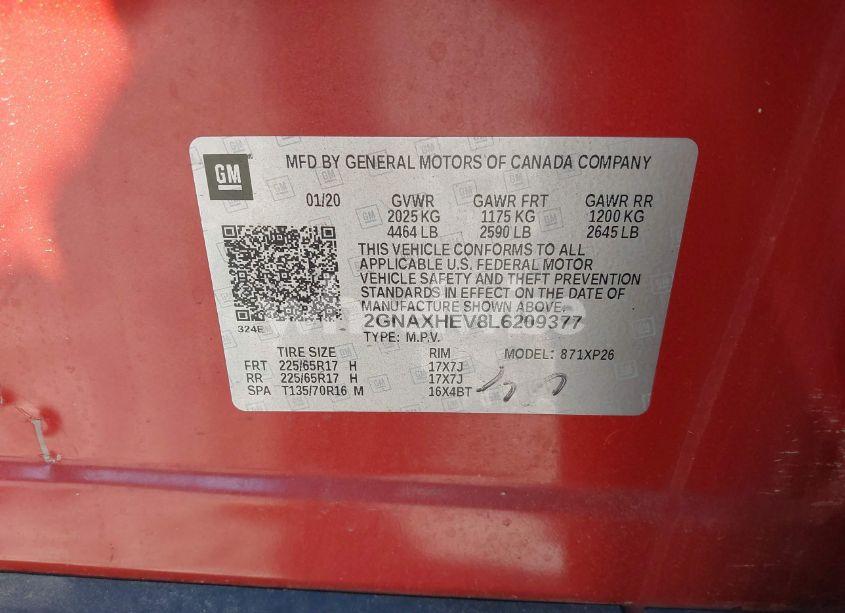 GM MFD BY GENERAL MOTORS OF CANADA COMPANY
01/20 GVWR GAWR FRT GAWR RR
2025 KG 1175 KG 1200 KG
4464 LB 2590 LB 2645 LB
THIS VEHICLE CONFORMS TO ALL
APPLICABLE U.S. FEDERAL MOTOR
VEHICLE SAFETY AND THEFT PREVENTION
STANDARDS IN EFFECT ON THE DATE OF
MANUFACTURE SHOWN ABOVE.
324E 2GNAXHEV8L6209377
TYPE: M.P.V.
TIRE SIZE RIM MODEL: 871XP26
FRT 225/65R17 H 17X7J
RR 225/65R17 H 17X7J
SPA T135/70R16 M 16X4BT